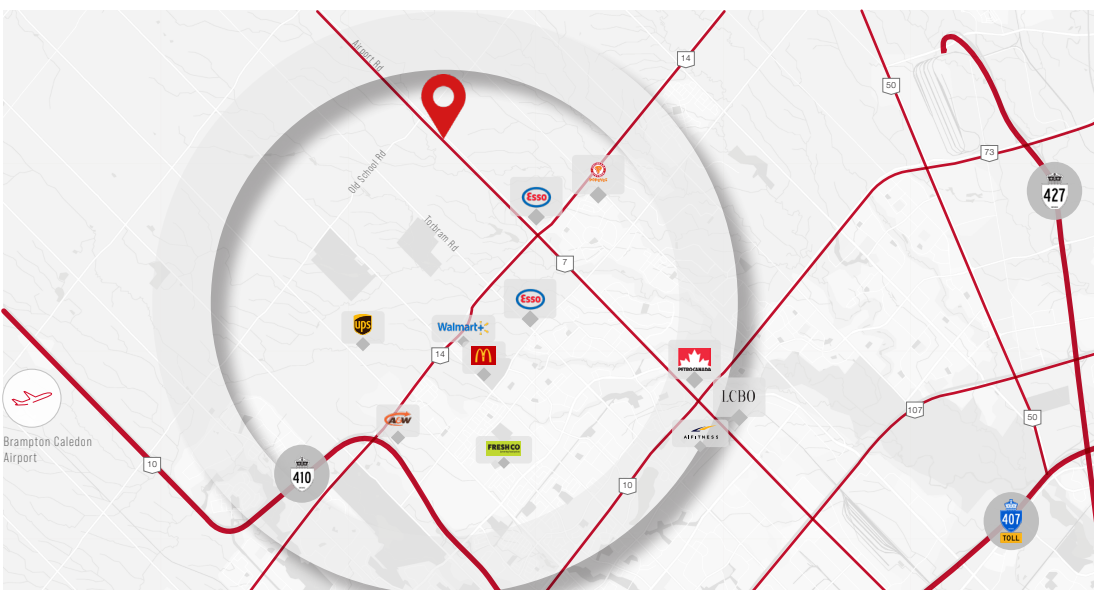 Airport Rd
14
50
73
427
Old School Rd
Esso
Torbram Rd
7
Esso
ups
Walmart
14
PETRO-CANADA
LCBO
A&W
107
50
Brampton Caledon
Airport
10
FRESHCO
410
10
407
TOLL